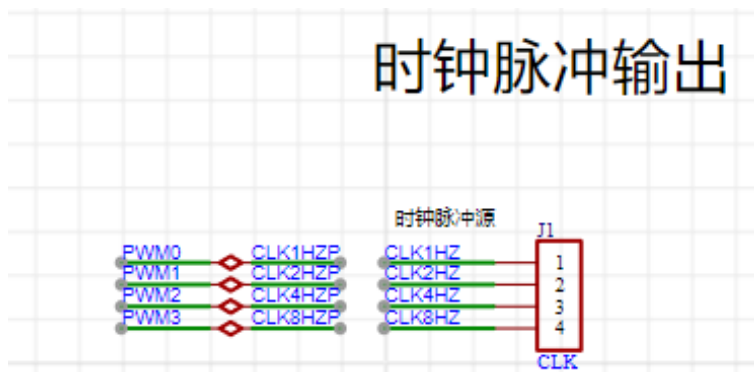 时钟脉冲输出
时钟脉冲源
J1
PWM0 CLK1HZP CLK1HZ 1
PWM1 CLK2HZP CLK2HZ 2
PWM2 CLK4HZP CLK4HZ 3
PWM3 CLK8HZP CLK8HZ 4
CLK